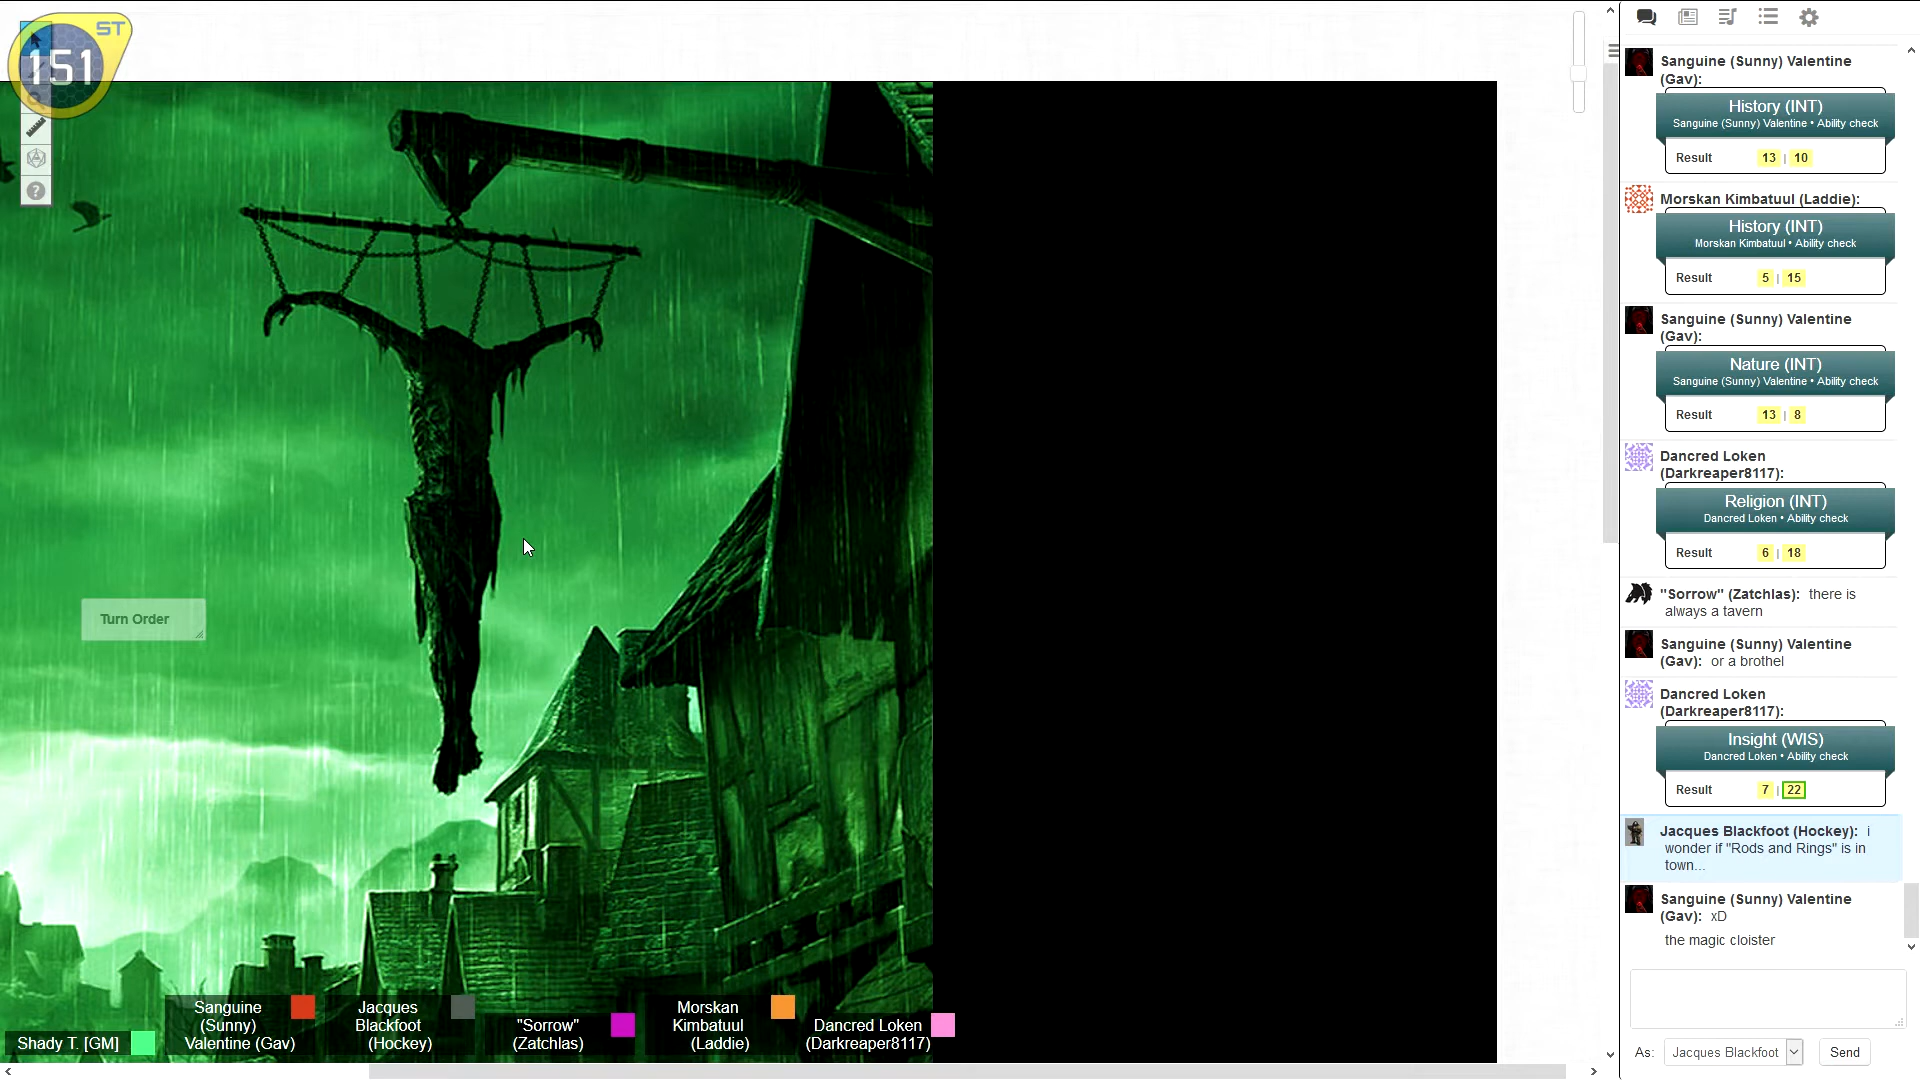 ST
151
Turn Order
Shady T. [GM]
Sanguine
(Sunny)
Valentine (Gav)
Jacques
Blackfoot
(Hockey)
"Sorrow"
(Zatchlas)
Morskan
Kimbatuul
(Laddie)
Dancred Loken
(Darkreaper8117)
Sanguine (Sunny) Valentine
(Gav):
History (INT)
Sanguine (Sunny) Valentine • Ability check
Result 13 | 10
Morskan Kimbatuul (Laddie):
History (INT)
Morskan Kimbatuul • Ability check
Result 5 | 15
Sanguine (Sunny) Valentine
(Gav):
Nature (INT)
Sanguine (Sunny) Valentine • Ability check
Result 13 | 8
Dancred Loken
(Darkreaper8117):
Religion (INT)
Dancred Loken • Ability check
Result 6 | 18
"Sorrow" (Zatchlas): there is
always a tavern
Sanguine (Sunny) Valentine
(Gav): or a brothel
Dancred Loken
(Darkreaper8117):
Insight (WIS)
Dancred Loken • Ability check
Result 7 | 22
Jacques Blackfoot (Hockey): i
wonder if "Rods and Rings" is in
town...
Sanguine (Sunny) Valentine
(Gav): xD
the magic cloister
As: Jacques Blackfoot Send